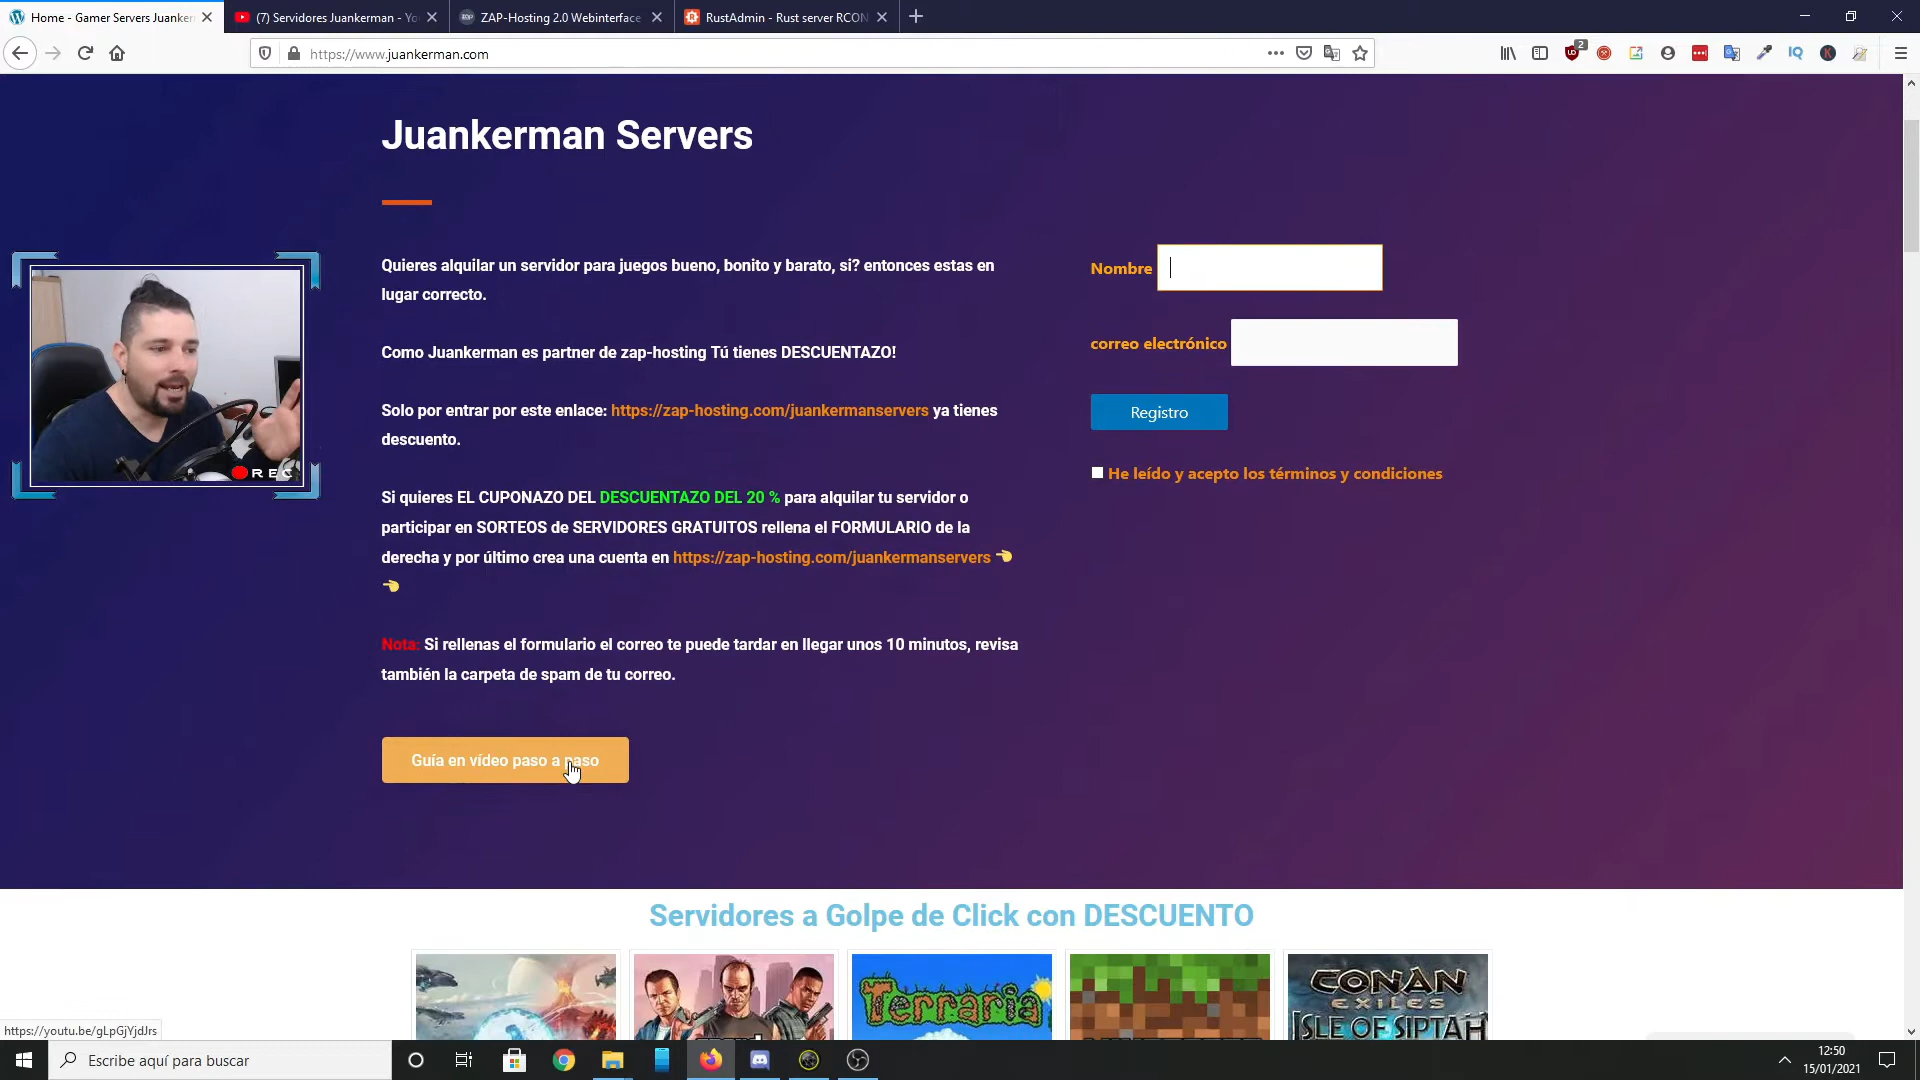 Home - Gamer Servers Juanker
(7) Servidores Juankerman - Yo
ZAP-Hosting 2.0 Webinterface
RustAdmin - Rust server RCON
https://www.juankerman.com
2
Juankerman Servers
Quieres alquilar un servidor para juegos bueno, bonito y barato, si? entonces estas en
lugar correcto.
Como Juankerman es partner de zap-hosting Tú tienes DESCUENTAZO!
Solo por entrar por este enlace: https://zap-hosting.com/juankermanservers ya tienes
descuento.
Si quieres EL CUPONAZO DEL DESCUENTAZO DEL 20 % para alquilar tu servidor o
participar en SORTEOS de SERVIDORES GRATUITOS rellena el FORMULARIO de la
derecha y por último crea una cuenta en https://zap-hosting.com/juankermanservers 👈
👈
Nota: Si rellenas el formulario el correo te puede tardar en llegar unos 10 minutos, revisa
también la carpeta de spam de tu correo.
Guía en vídeo paso a paso
Nombre
correo electrónico
Registro
He leído y acepto los términos y condiciones
REC
Servidores a Golpe de Click con DESCUENTO
Terraria
CONAN
EXILES
ISLE OF SIPTAH
https://youtu.be/gLpGjYjdJrs
Escribe aquí para buscar
12:50
15/01/2021